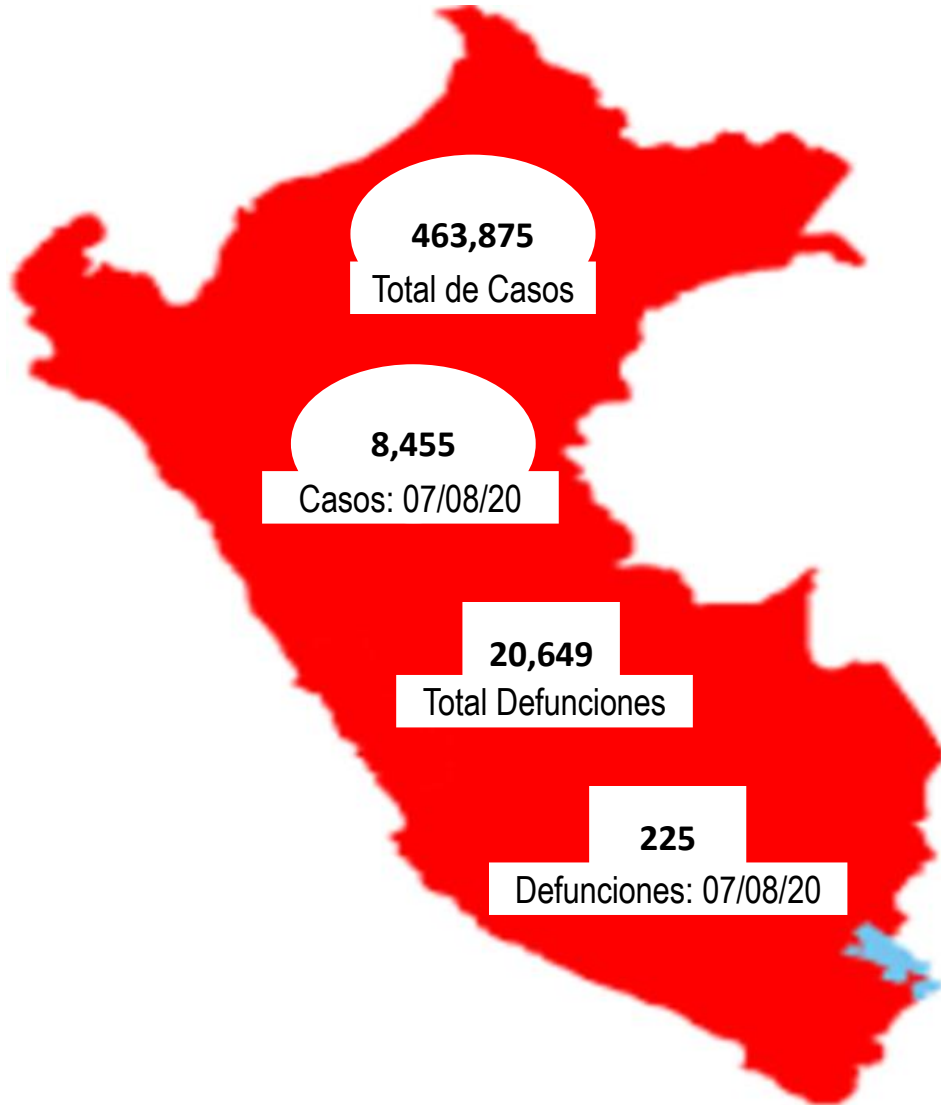 463,875
Total de Casos
8,455
Casos: 07/08/20
20,649
Total Defunciones
225
Defunciones: 07/08/20